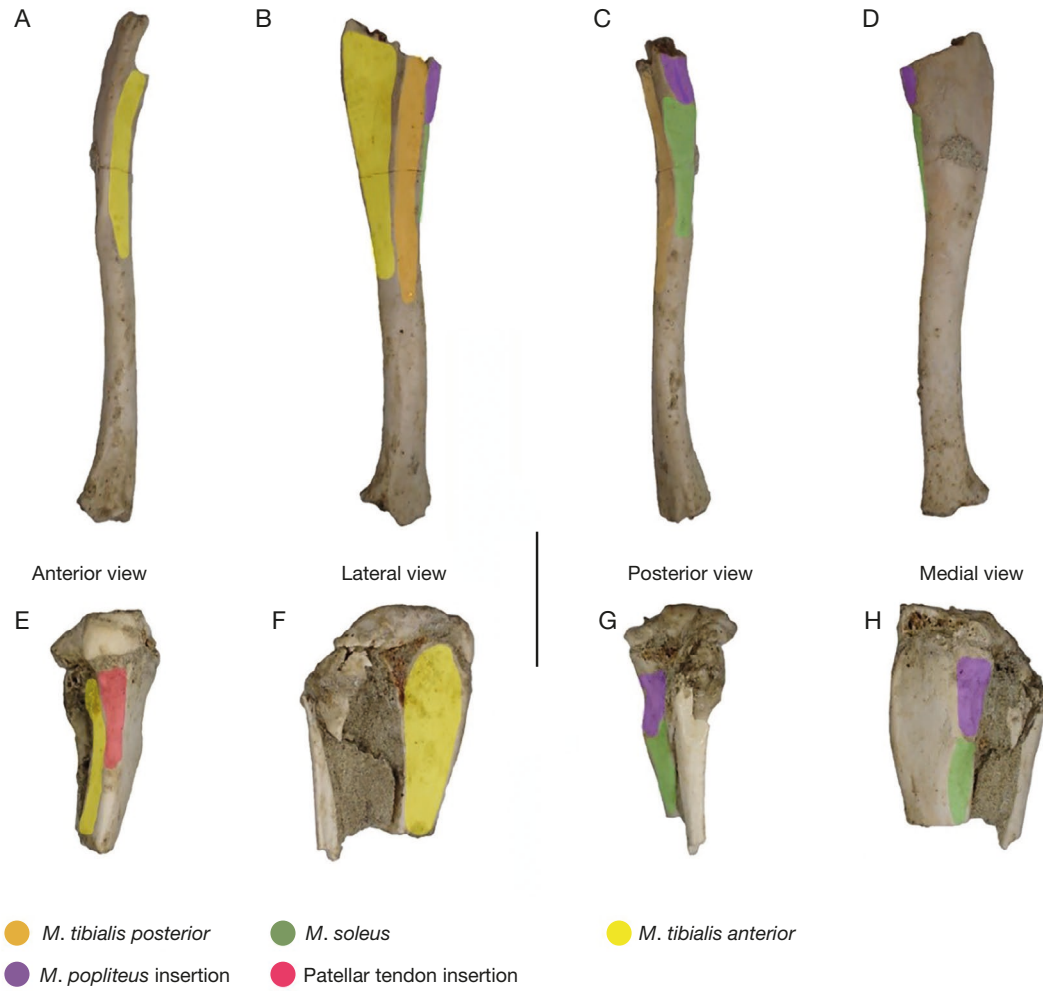 A B C D
Anterior view Lateral view Posterior view Medial view
E F G H
M. tibialis posterior M. soleus M. tibialis anterior
M. popliteus insertion Patellar tendon insertion